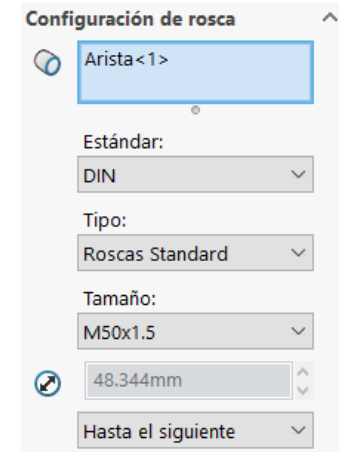 Configuración de rosca
Arista<1>
Estándar:
DIN
Tipo:
Roscas Standard
Tamaño:
M50x1.5
48.344mm
Hasta el siguiente